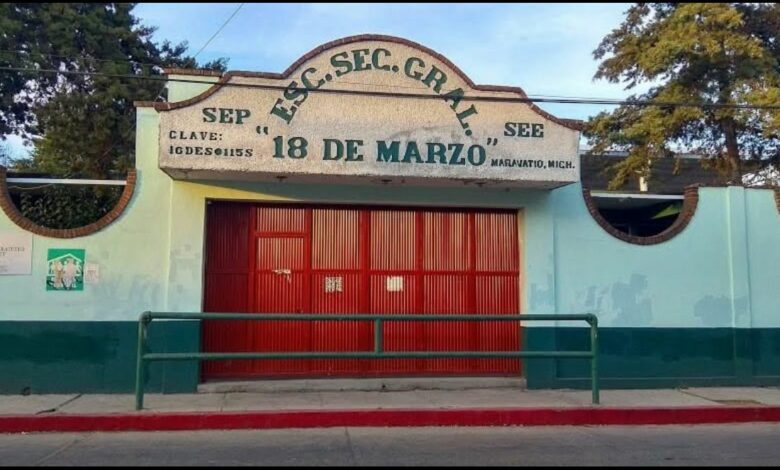 ESC. SEC. GRAL.
SEP
SEE
CLAVE:
"18 DE MARZO"
16DES0115S
MARAVATIO, MICH.